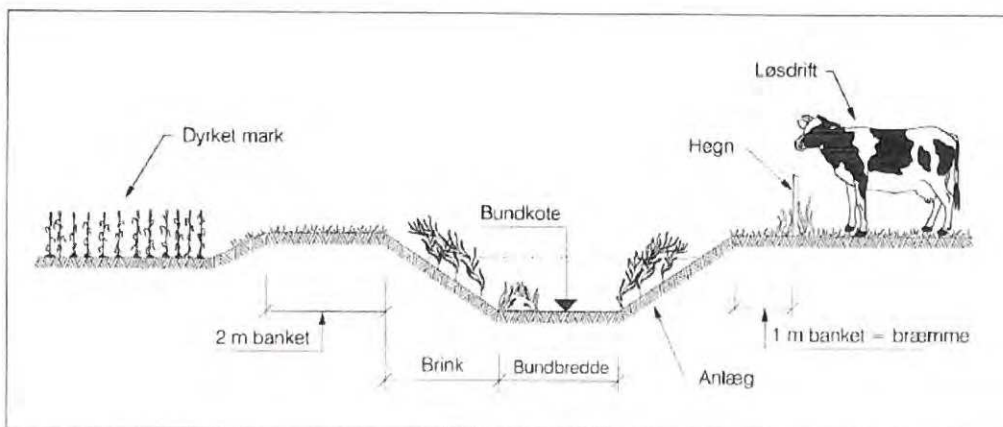 Løsdrift
Dyrket mark
Hegn
Bundkote
2 m banket
1 m banket = bræmme
Brink
Bundbredde
Anlæg